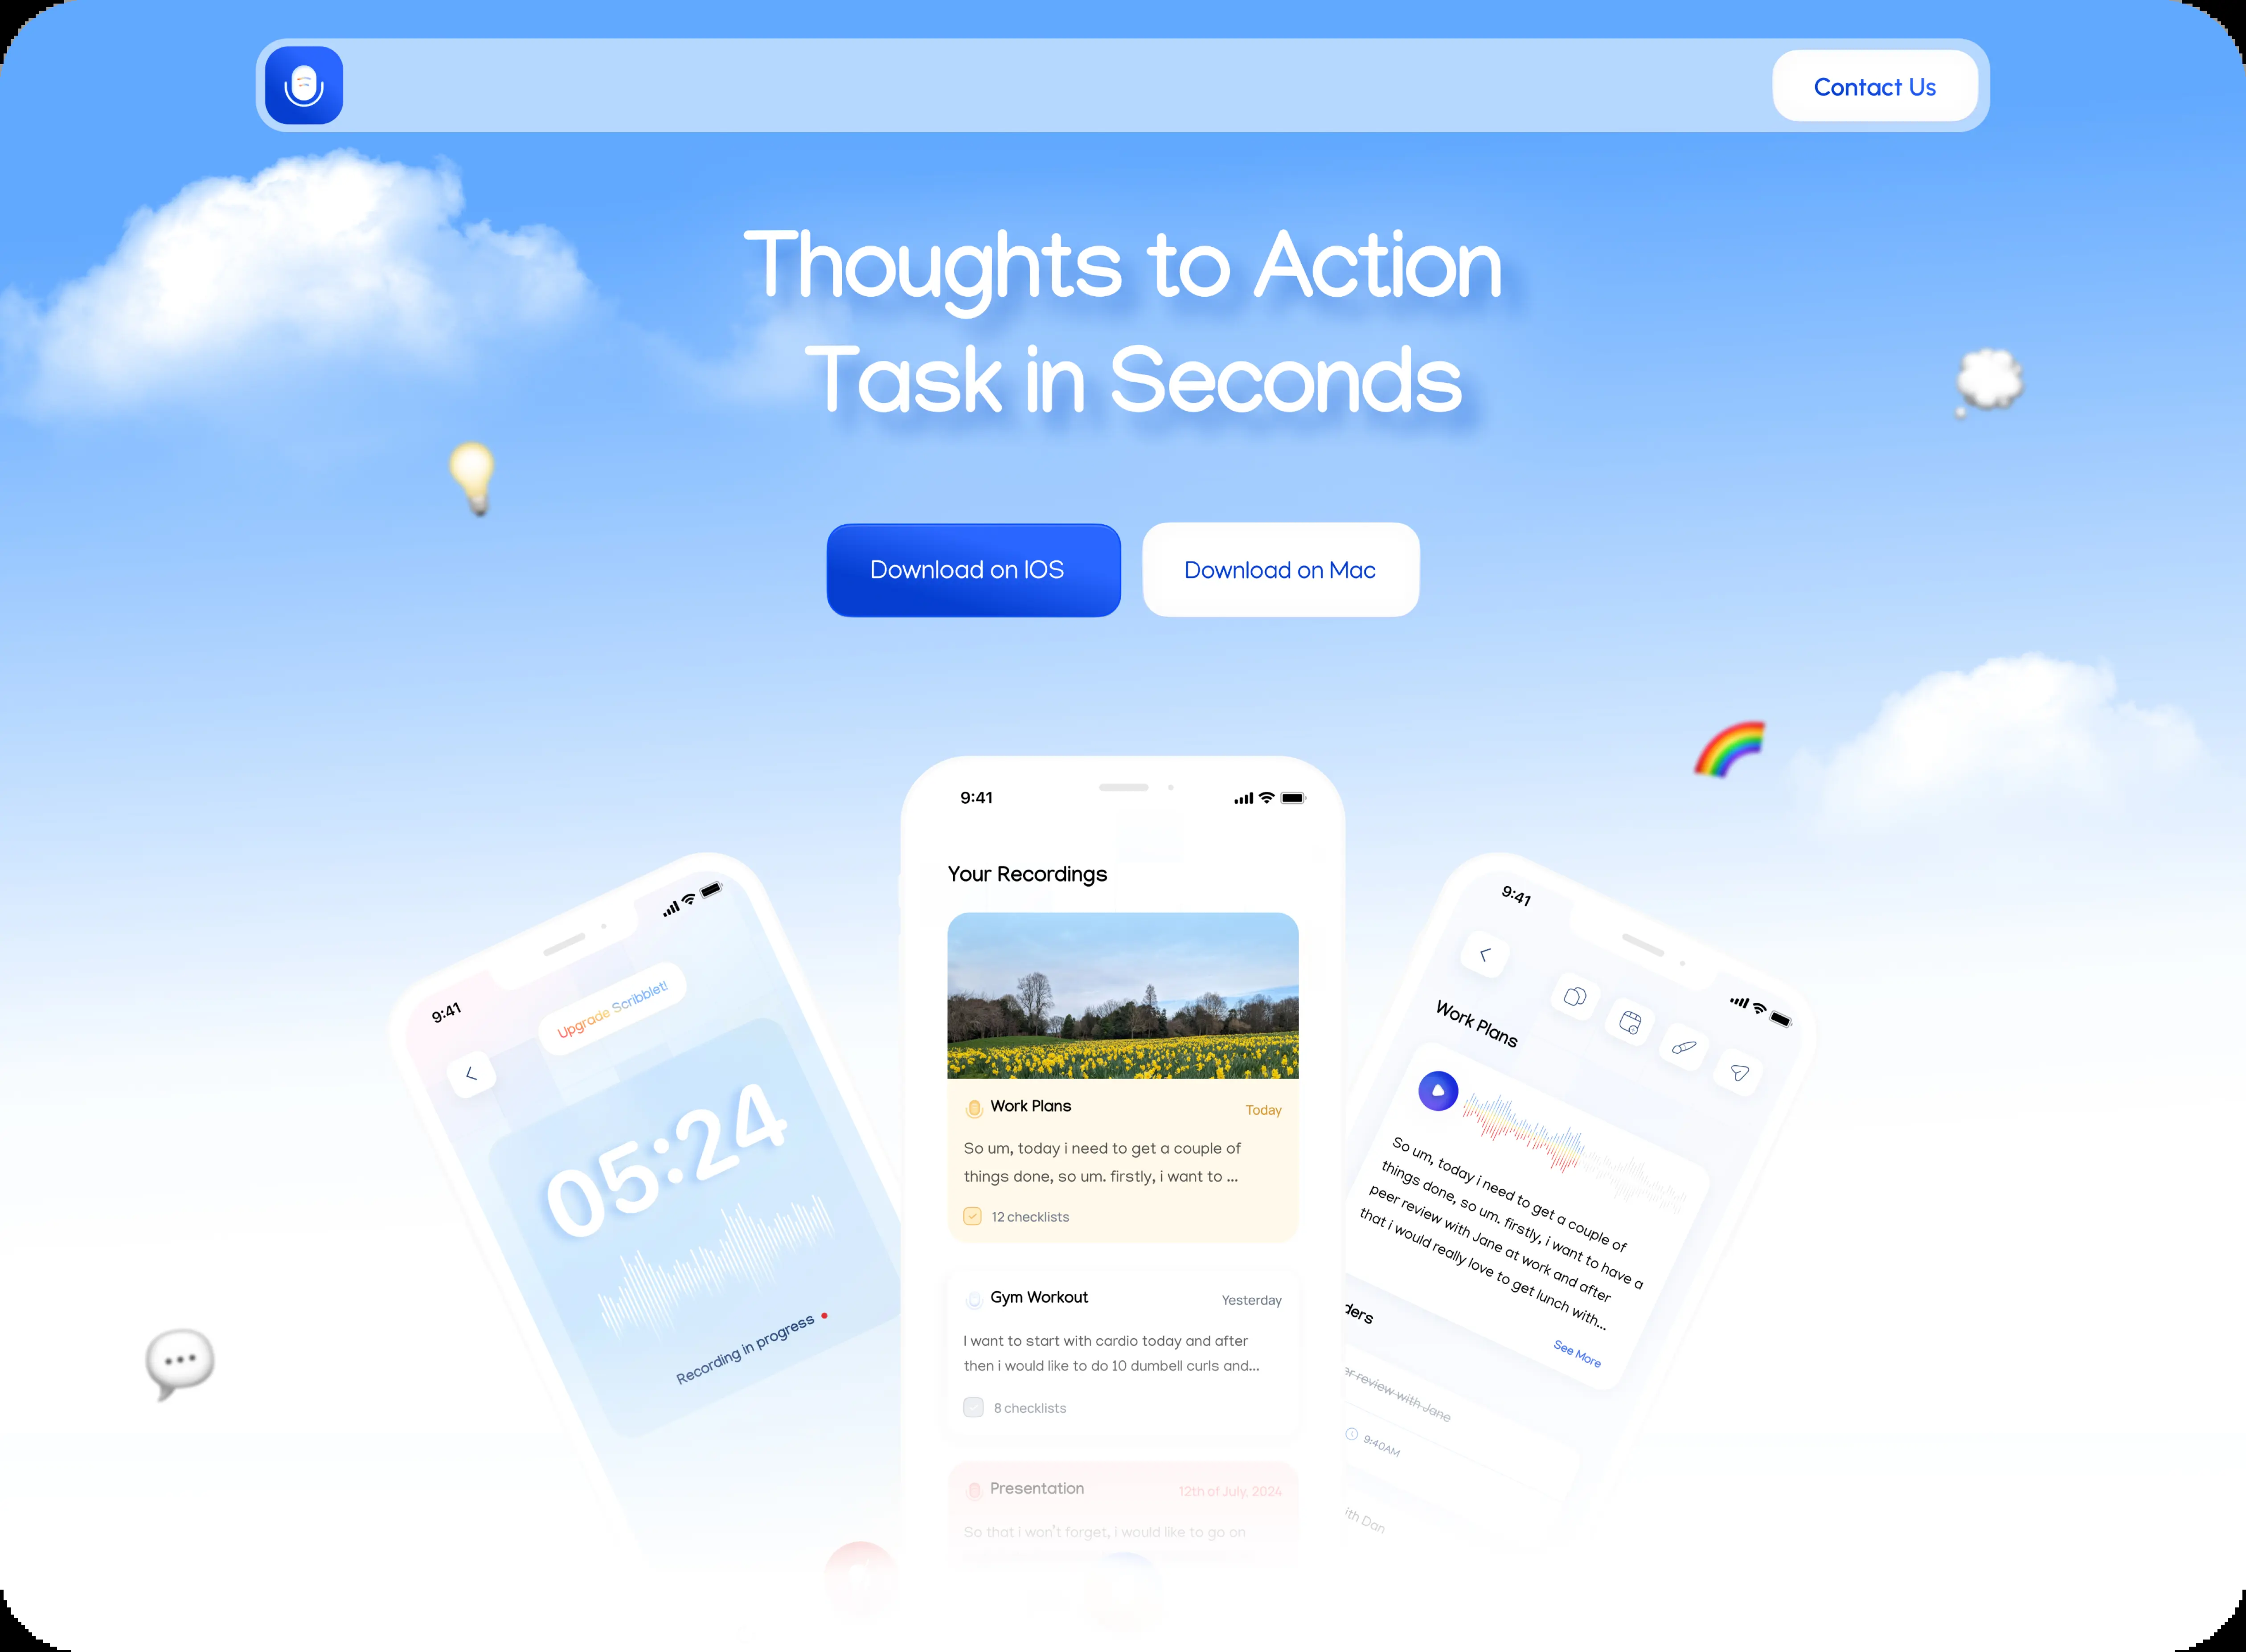 Contact Us
Thoughts to Action
Task in Seconds
Download on IOS
Download on Mac
9:41
Upgrade Scribblet!
05:24
Recording in progress
9:41
Your Recordings
Work Plans
Today
So um, today i need to get a couple of
things done, so um. firstly, i want to ...
12 checklists
Gym Workout
Yesterday
I want to start with cardio today and after
then i would like to do 10 dumbell curls and...
8 checklists
Presentation
12th of July, 2024
So that i won't forget, i would like to go on
9:41
Work Plans
So um, today i need to get a couple of
things done, so um. firstly, i want to have a
peer review with Jane at work and after
that i would really love to get lunch with...
See More
review with Jane
9:40AM
Dan